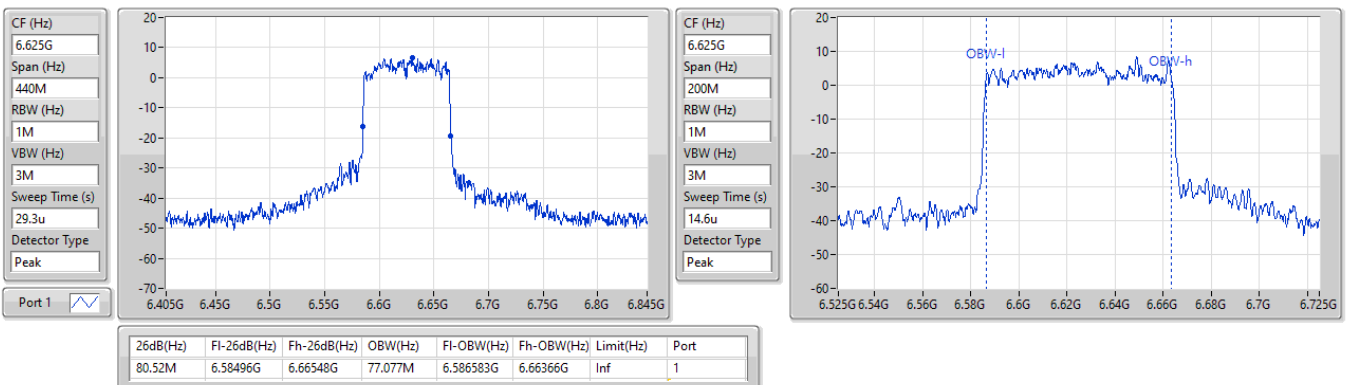 CF (Hz)
6.625G
Span (Hz)
440M
RBW (Hz)
1M
VBW (Hz)
3M
Sweep Time (s)
29.3u
Detector Type
Peak
Port 1
20
10
0
-10
-20
-30
-40
-50
-60
-70
6.405G 6.45G 6.5G 6.55G 6.6G 6.65G 6.7G 6.75G 6.8G 6.845G
CF (Hz)
6.625G
Span (Hz)
200M
RBW (Hz)
1M
VBW (Hz)
3M
Sweep Time (s)
14.6u
Detector Type
Peak
20
10
0
-10
-20
-30
-40
-50
-60
OBW-l
OBW-h
6.525G 6.54G 6.56G 6.58G 6.6G 6.62G 6.64G 6.66G 6.68G 6.7G 6.725G
26dB(Hz) Fl-26dB(Hz) Fh-26dB(Hz) OBW(Hz) Fl-OBW(Hz) Fh-OBW(Hz) Limit(Hz) Port
80.52M 6.58496G 6.66548G 77.077M 6.586583G 6.66366G Inf 1